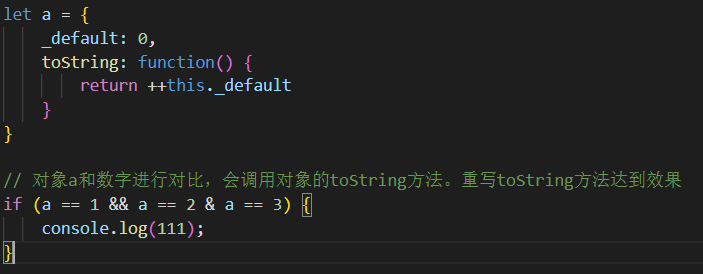 let a = {
    _default: 0,
    toString: function() {
        return ++this._default
    }
}
// 对象a和数字进行对比，会调用对象的toString方法。重写toString方法达到效果
if (a == 1 && a == 2 & a == 3) {
    console.log(111);
}